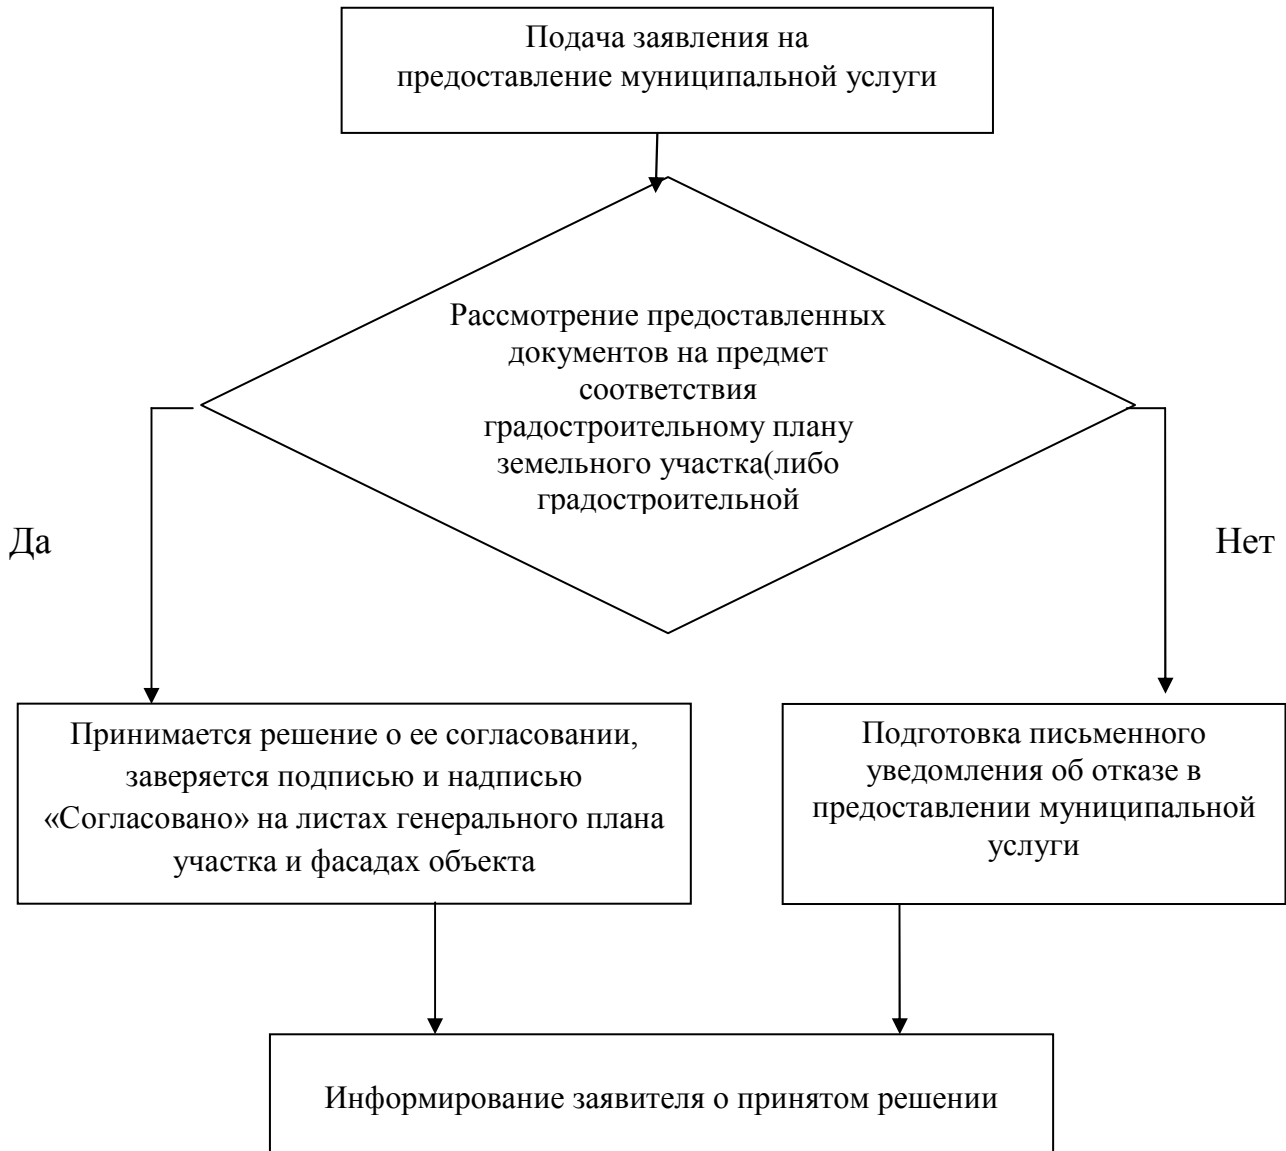 Подача заявления на
предоставление муниципальной услуги
Рассмотрение предоставленных
документов на предмет
соответствия
градостроительному плану
земельного участка(либо
градостроительной
Да
Нет
Принимается решение о ее согласовании,
заверяется подписью и надписью
«Согласовано» на листах генерального плана
участка и фасадах объекта
Подготовка письменного
уведомления об отказе в
предоставлении муниципальной
услуги
Информирование заявителя о принятом решении